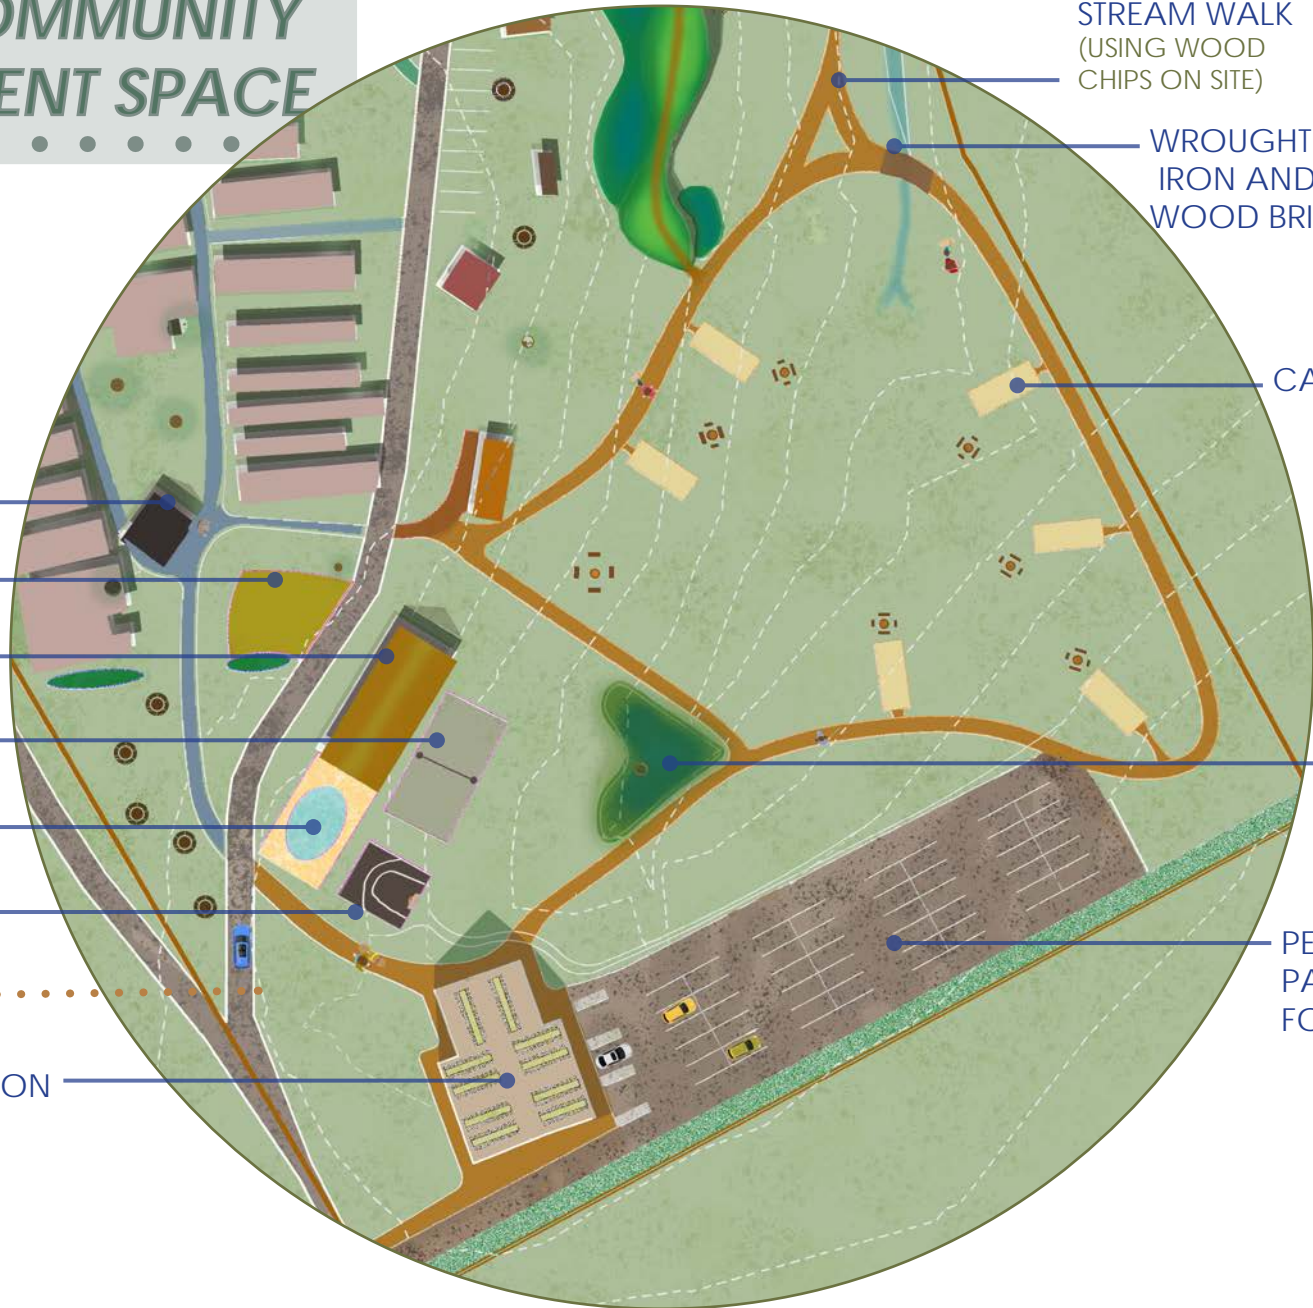 OMMUNITY
ENT SPACE
STREAM WALK
(USING WOOD
CHIPS ON SITE)
WROUGHT
IRON AND
WOOD BRI
CA
PE
PA
FO
ON